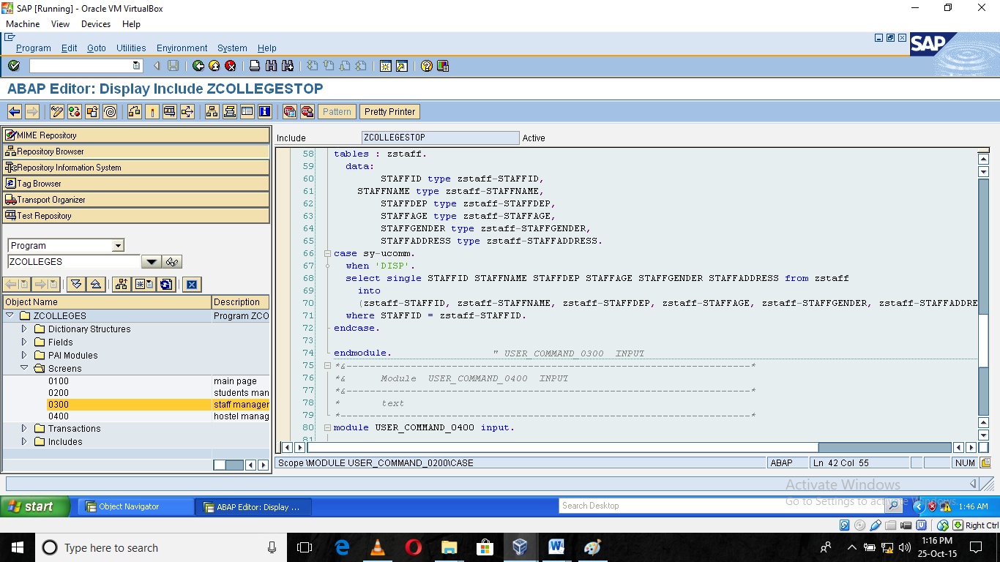 SAP [Running] - Oracle VM VirtualBox
Machine View Devices Help
Program Edit Goto Utilities Environment System Help
SAP
ABAP Editor: Display Include ZCOLLEGESTOP
Pattern Pretty Printer
MIME Repository
Repository Browser
Repository Information System
Tag Browser
Transport Organizer
Test Repository
Program
ZCOLLEGES
Object Name Description
ZCOLLEGES Program ZCO
Dictionary Structures
Fields
PAI Modules
Screens
0100 main page
0200 students man
0300 staff manager
0400 hostel manag
Transactions
Includes
Include ZCOLLEGESTOP Active
58 tables : zstaff.
59 data:
60 STAFFID type zstaff-STAFFID,
61 STAFFNAME type zstaff-STAFFNAME,
62 STAFFDEP type zstaff-STAFFDEP,
63 STAFFAGE type zstaff-STAFFAGE,
64 STAFFGENDER type zstaff-STAFFGENDER,
65 STAFFADDRESS type zstaff-STAFFADDRESS.
66 case sy-ucomm.
67 when 'DISP'.
68 select single STAFFID STAFFNAME STAFFDEP STAFFAGE STAFFGENDER STAFFADDRESS from zstaff
69 into
70 (zstaff-STAFFID, zstaff-STAFFNAME, zstaff-STAFFDEP, zstaff-STAFFAGE, zstaff-STAFFGENDER, zstaff-STAFFADDRE
71 where STAFFID = zstaff-STAFFID.
72 endcase.
73
74 endmodule. " USER_COMMAND_0300 INPUT
75 *&---------------------------------------------------------------------*
76 *& Module USER_COMMAND_0400 INPUT
77 *&---------------------------------------------------------------------*
78 * text
79 *----------------------------------------------------------------------*
80 module USER_COMMAND_0400 input.
81
Scope \MODULE USER_COMMAND_0200\CASE ABAP Ln 42 Col 55 NUM
Activate Windows
Go to Settings to activate Windows.
start Object Navigator ABAP Editor: Display ... Search Desktop 1:46 AM
Right Ctrl
Type here to search 1:16 PM
25-Oct-15